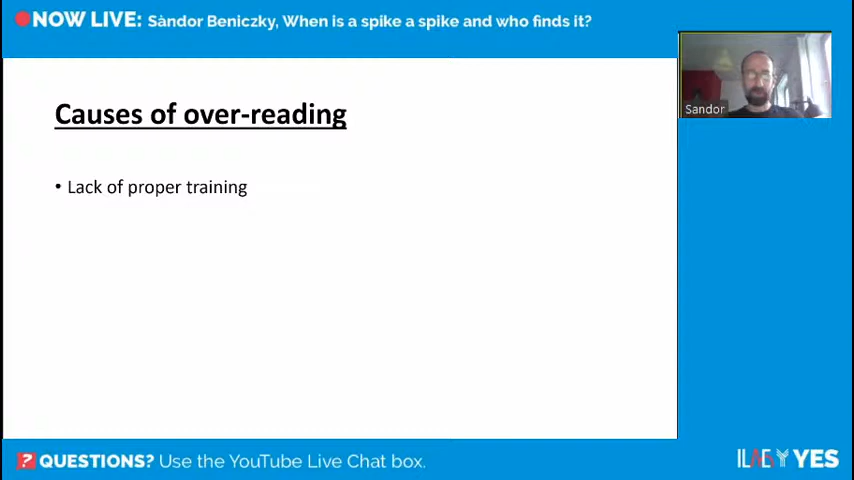 NOW LIVE: Sàndor Beniczky, When is a spike a spike and who finds it?
Causes of over-reading
Sandor
• Lack of proper training
? QUESTIONS? Use the YouTube Live Chat box.
ILAE YES